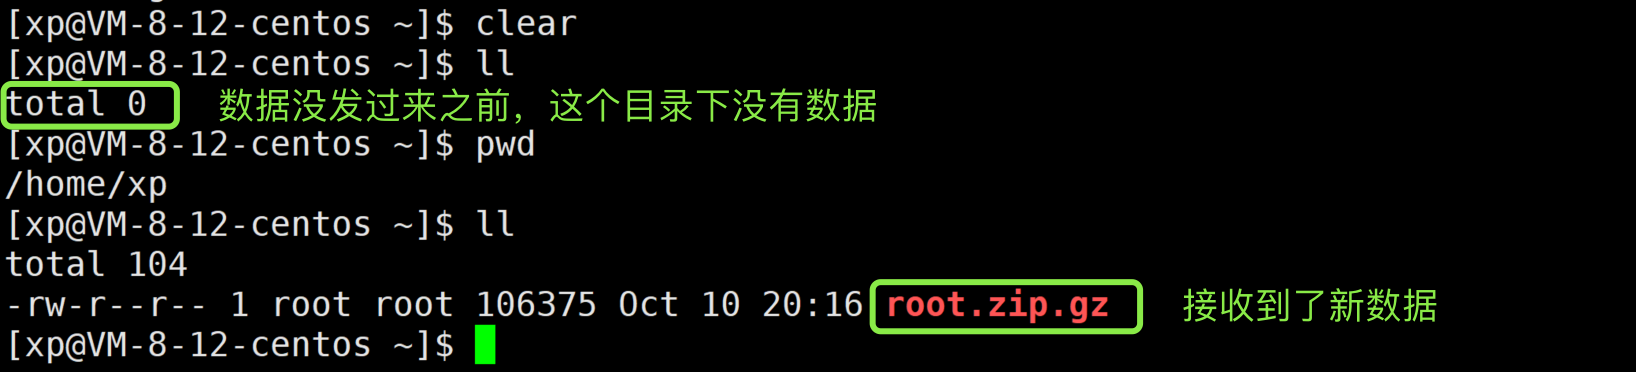 [xp@VM-8-12-centos ~]$ clear
[xp@VM-8-12-centos ~]$ ll
total 0 数据没发过来之前，这个目录下没有数据
[xp@VM-8-12-centos ~]$ pwd
/home/xp
[xp@VM-8-12-centos ~]$ ll
total 104
-rw-r--r-- 1 root root 106375 Oct 10 20:16 root.zip.gz 接收到了新数据
[xp@VM-8-12-centos ~]$